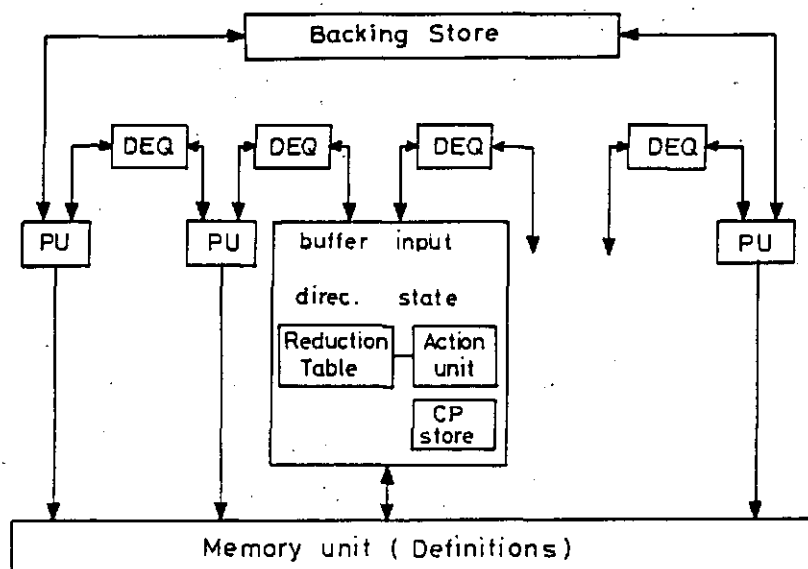 Backing Store
DEQ
DEQ
DEQ
DEQ
PU
PU
buffer input
PU
direc. state
Reduction
Table
Action
unit
CP
store
Memory unit ( Definitions)